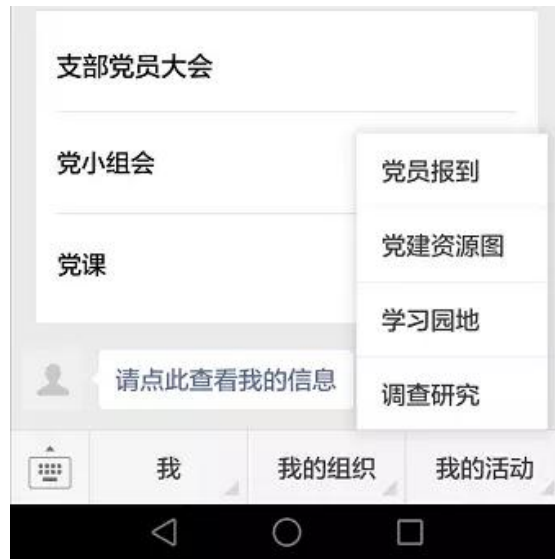 支部党员大会
党小组会
党课
党员报到
党建资源图
学习园地
调查研究
请点此查看我的信息
我
我的组织
我的活动